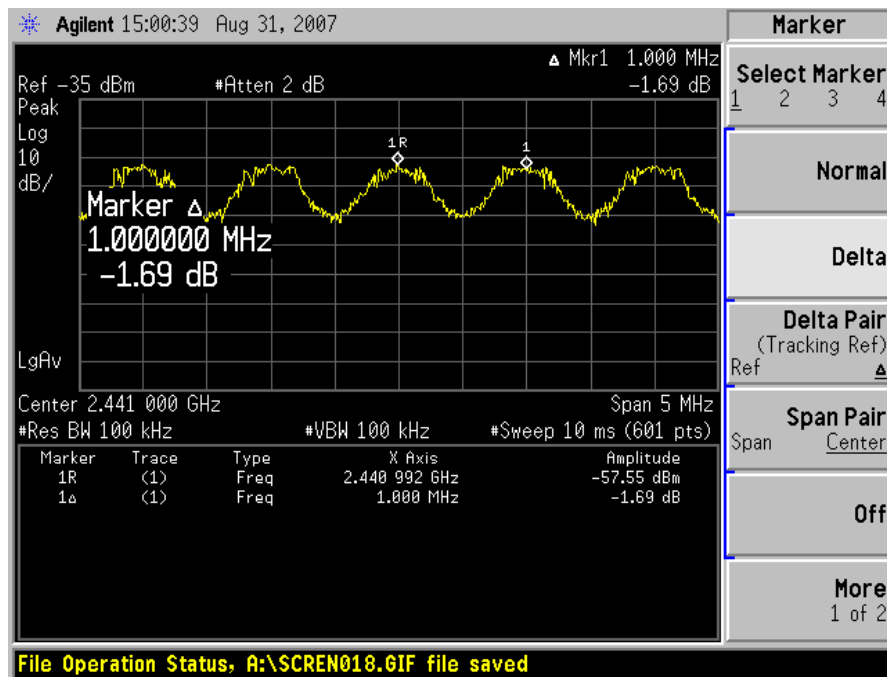 Agilent 15:00:39 Aug 31, 2007
Δ Mkr1 1.000 MHz
Ref -35 dBm #Atten 2 dB -1.69 dB
Peak
Log
10
dB/
1R
1
Marker Δ
1.000000 MHz
-1.69 dB
LgAv
Center 2.441 000 GHz Span 5 MHz
#Res BW 100 kHz #VBW 100 kHz #Sweep 10 ms (601 pts)
Marker Trace Type X Axis Amplitude
1R (1) Freq 2.440 992 GHz -57.55 dBm
1Δ (1) Freq 1.000 MHz -1.69 dB
File Operation Status, A:\SCREN018.GIF file saved
Marker
Select Marker
1 2 3 4
Normal
Delta
Delta Pair
(Tracking Ref)
Ref Δ
Span Pair
Span Center
Off
More
1 of 2